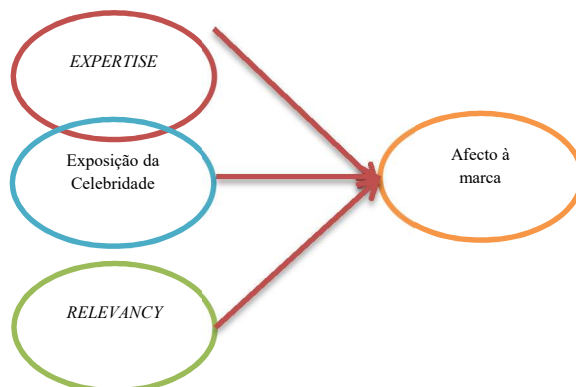 EXPERTISE
Exposição da
Celebridade
Afecto à
marca
RELEVANCY